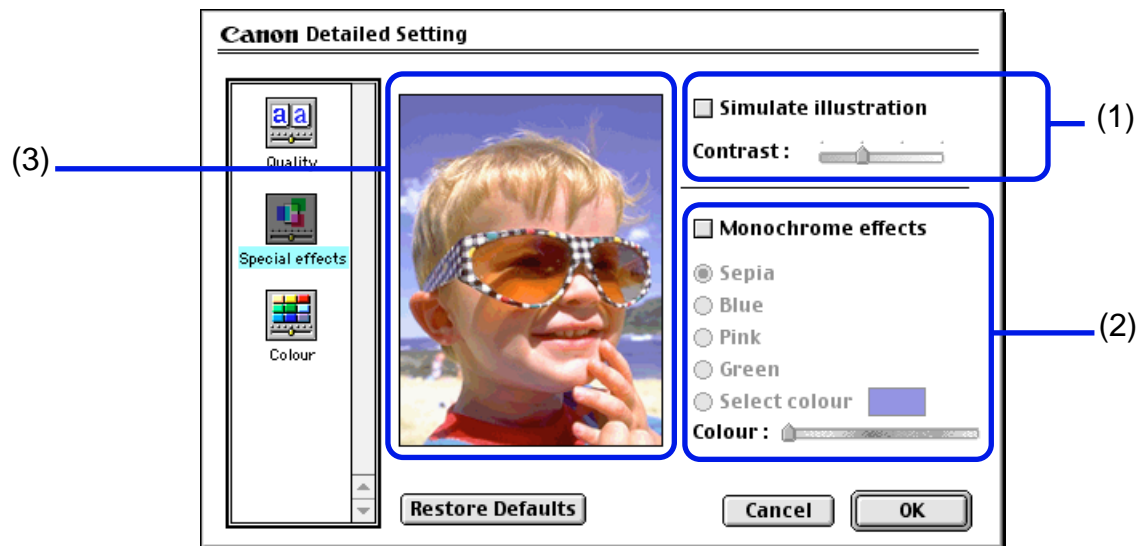 Canon Detailed Setting
aa
Quality
Special effects
Colour
Simulate illustration
Contrast :
Monochrome effects
Sepia
Blue
Pink
Green
Select colour
Colour :
Restore Defaults
Cancel
OK
(1)
(2)
(3)